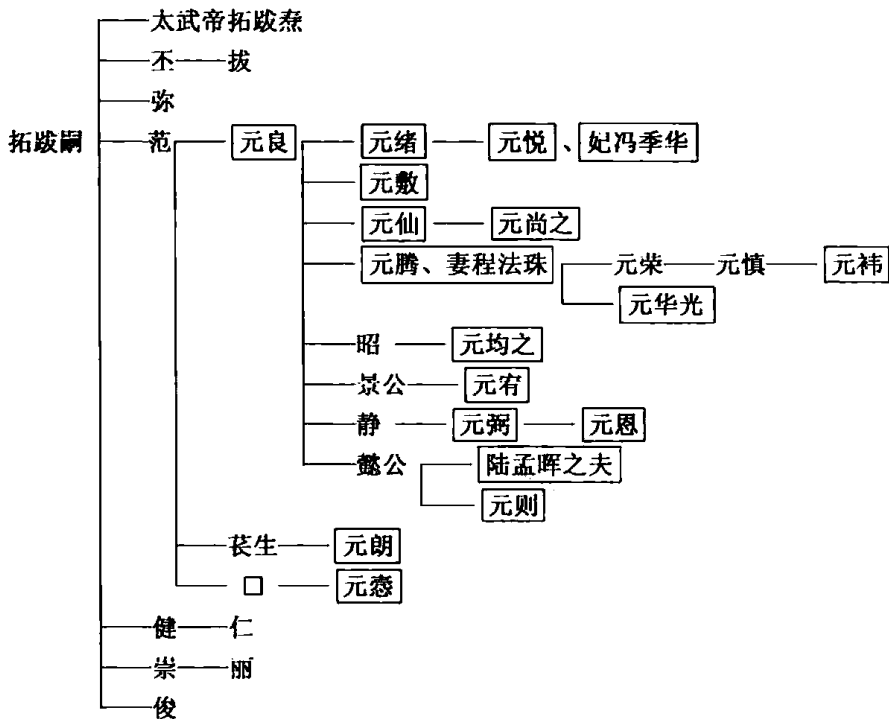 太武帝拓跋焘
丕 拔
弥
拓跋嗣 范 元良 元绪 元悦、妃冯季华
元敷
元仙 元尚之
元腾、妻程法珠 元荣 元慎 元祎
元华光
昭 元均之
景公 元宥
静 元弼 元恩
懿公 陆孟晖之夫
元则
苌生 元朗
□ 元悫
健 仁
崇 丽
俊